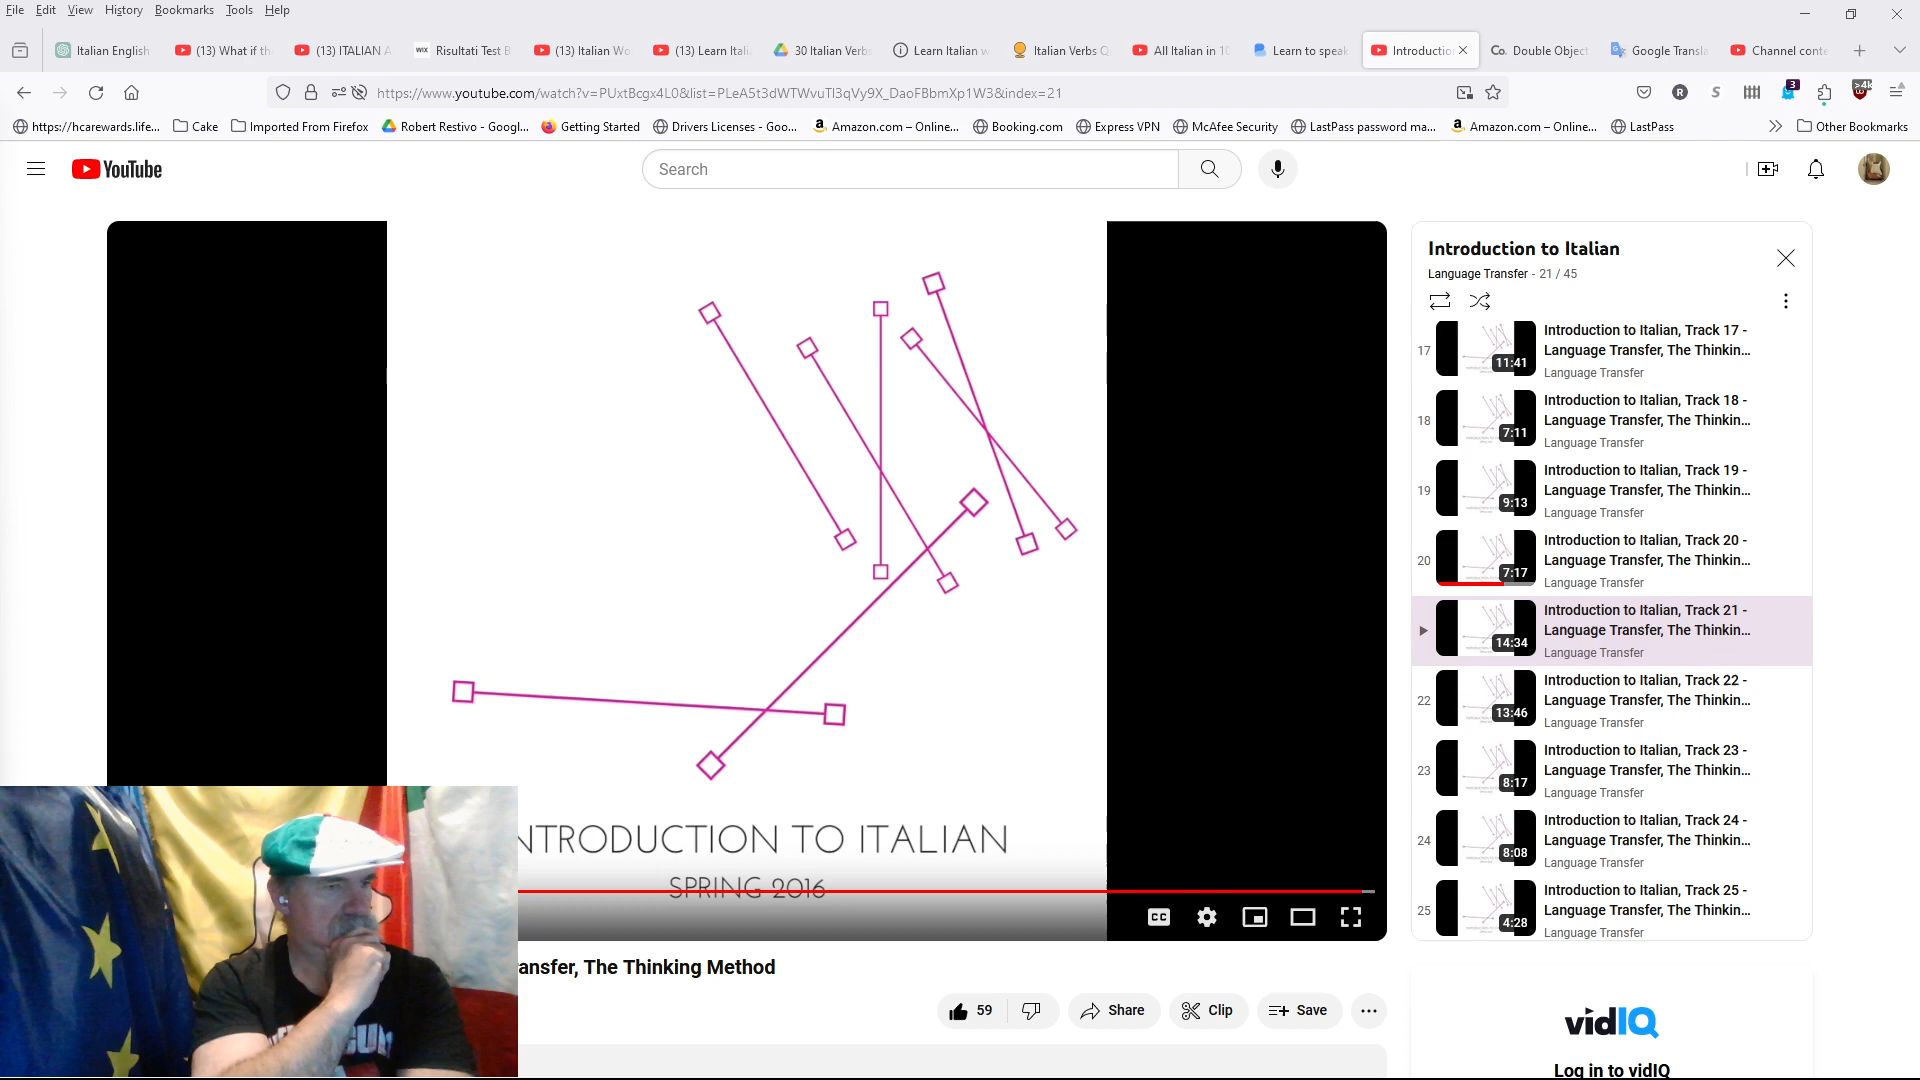 File Edit View History Bookmarks Tools Help
Italian English
(13) What if th
(13) ITALIAN A
WIX Risultati Test B
(13) Italian Wo
(13) Learn Itali
30 Italian Verbs
Learn Italian w
Italian Verbs Q
All Italian in 10
Learn to speak
Introductio
Co. Double Object
Google Transla
Channel conte
https://www.youtube.com/watch?v=PUxtBcgx4L0&list=PLeA5t3dWTWvuTl3qVy9X_DaoFBbmXp1W3&index=21
R
S
3
>4k
https://hcarewards.life...
Cake
Imported From Firefox
Robert Restivo - Googl...
Getting Started
Drivers Licenses - Goo...
Amazon.com – Online...
Booking.com
Express VPN
McAfee Security
LastPass password ma...
Amazon.com – Online...
LastPass
Other Bookmarks
YouTube
Search
NTRODUCTION TO ITALIAN
SPRING 2016
CC
ansfer, The Thinking Method
59
Share
Clip
Save
Introduction to Italian
Language Transfer - 21 / 45
17
11:41
Introduction to Italian, Track 17 -
Language Transfer, The Thinkin...
Language Transfer
18
7:11
Introduction to Italian, Track 18 -
Language Transfer, The Thinkin...
Language Transfer
19
9:13
Introduction to Italian, Track 19 -
Language Transfer, The Thinkin...
Language Transfer
20
7:17
Introduction to Italian, Track 20 -
Language Transfer, The Thinkin...
Language Transfer
14:34
Introduction to Italian, Track 21 -
Language Transfer, The Thinkin...
Language Transfer
22
13:46
Introduction to Italian, Track 22 -
Language Transfer, The Thinkin...
Language Transfer
23
8:17
Introduction to Italian, Track 23 -
Language Transfer, The Thinkin...
Language Transfer
24
8:08
Introduction to Italian, Track 24 -
Language Transfer, The Thinkin...
Language Transfer
25
4:28
Introduction to Italian, Track 25 -
Language Transfer, The Thinkin...
Language Transfer
vidIQ
Log in to vidIQ